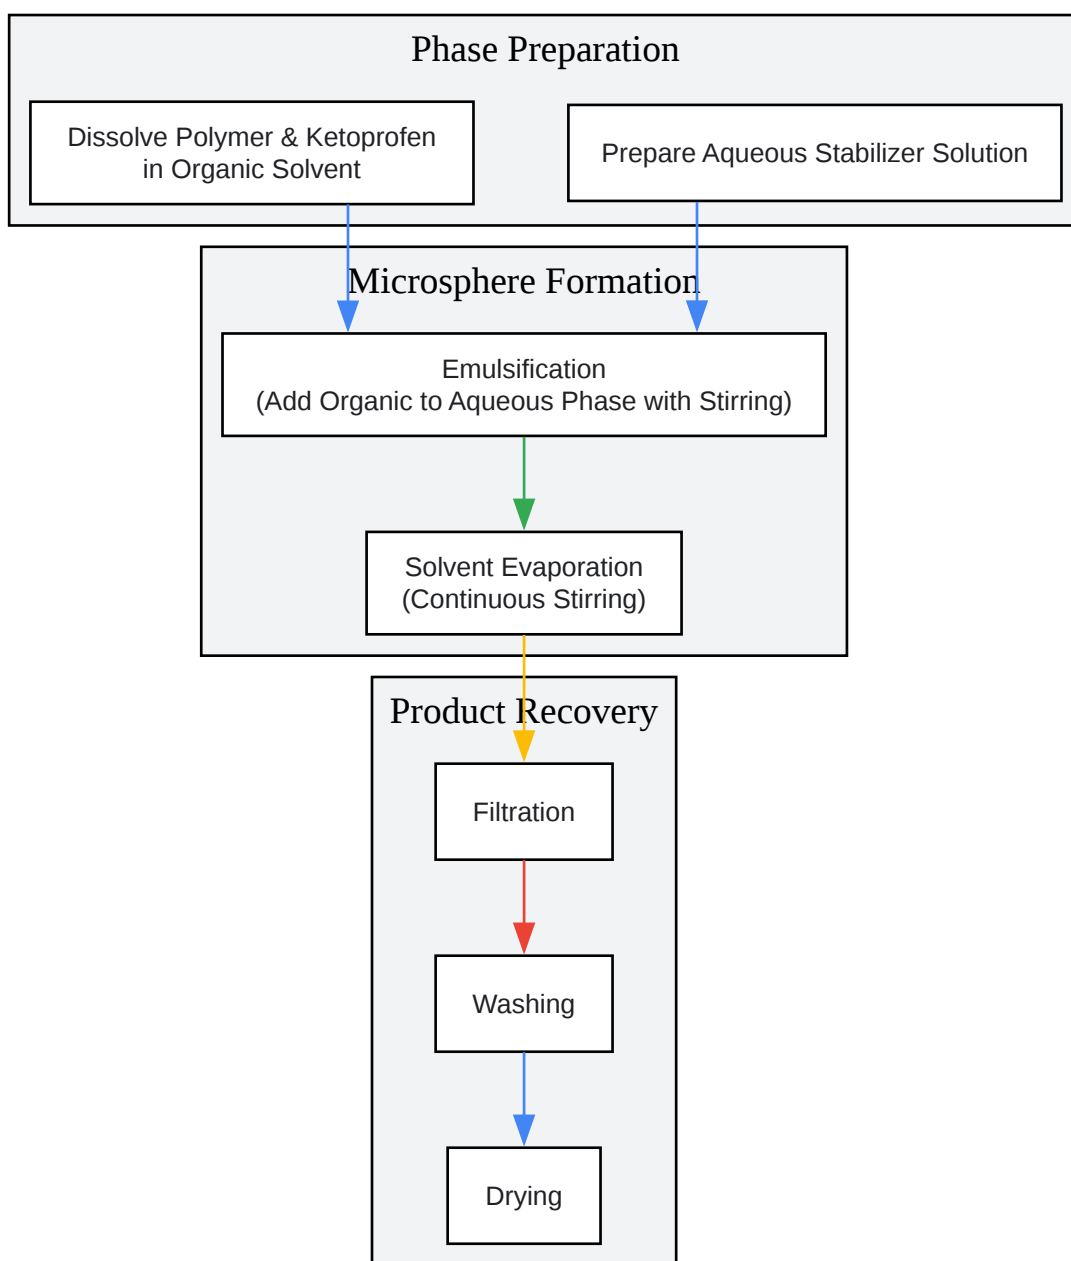 Phase Preparation
Dissolve Polymer & Ketoprofen
in Organic Solvent
Prepare Aqueous Stabilizer Solution
Microsphere Formation
Emulsification
(Add Organic to Aqueous Phase with Stirring)
Solvent Evaporation
(Continuous Stirring)
Product Recovery
Filtration
Washing
Drying